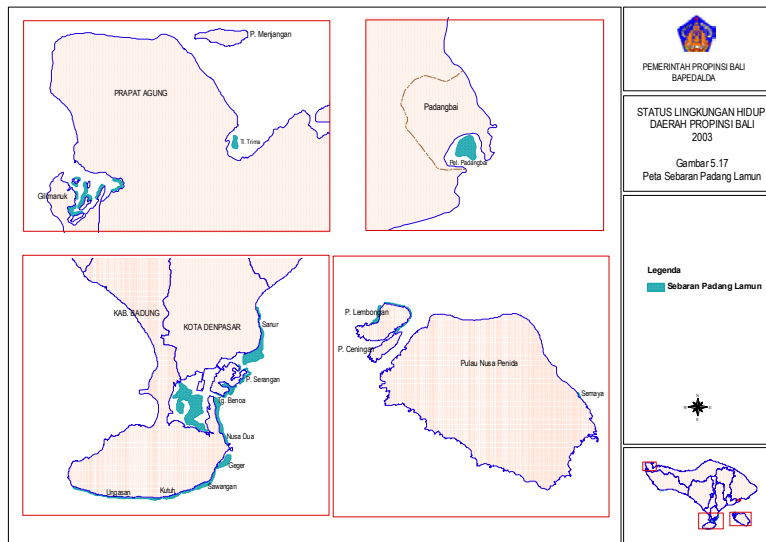 P. Menjangan
PRAPAT AGUNG
Tl. Trima
Gilimanuk
Padangbai
Pel. Padangbai
KAB. BADUNG
KOTA DENPASAR
Sanur
P. Serangan
Tg. Benoa
Nusa Dua
Geger
Sawangan
Kutuh
Ungasan
P. Lembongan
P. Ceningan
Pulau Nusa Penida
Semaya
PEMERINTAH PROPINSI BALI
BAPEDALDA
STATUS LINGKUNGAN HIDUP
DAERAH PROPINSI BALI
2003
Gambar 5.17
Peta Sebaran Padang Lamun
Legenda
Sebaran Padang Lamun